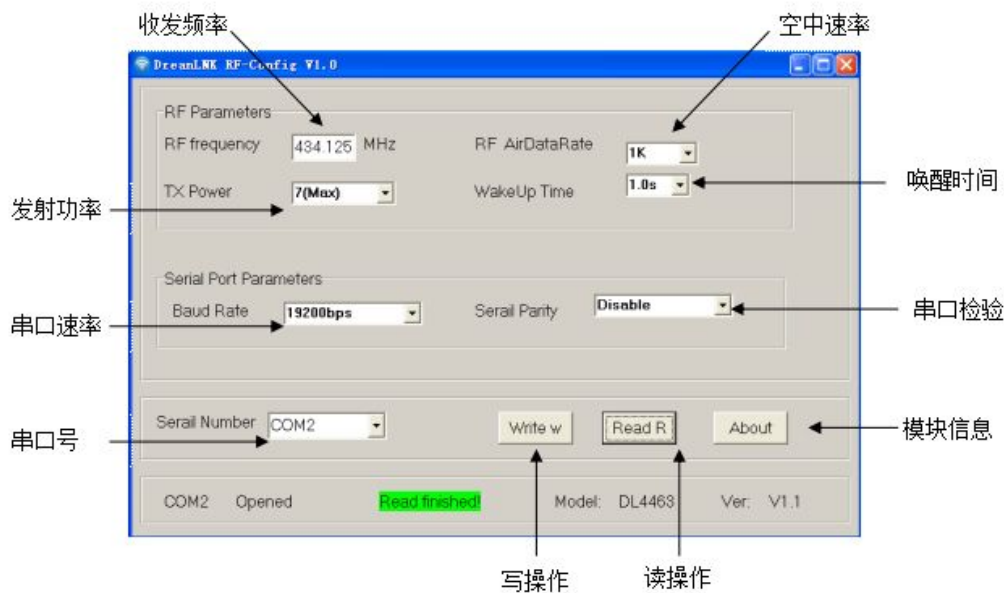 收发频率
空中速率
DreamLNK RF-Config V1.0
RF Parameters
RF frequency 434.125 MHz
RF AirDataRate 1K
TX Power 7(Max)
WakeUp Time 1.0s
唤醒时间
发射功率
Serial Port Parameters
Baud Rate 19200bps
Serail Parity Disable
串口速率
串口检验
Serail Number COM2
Write w
Read R
About
串口号
模块信息
COM2 Opened Read finished! Model: DL4463 Ver: V1.1
写操作
读操作